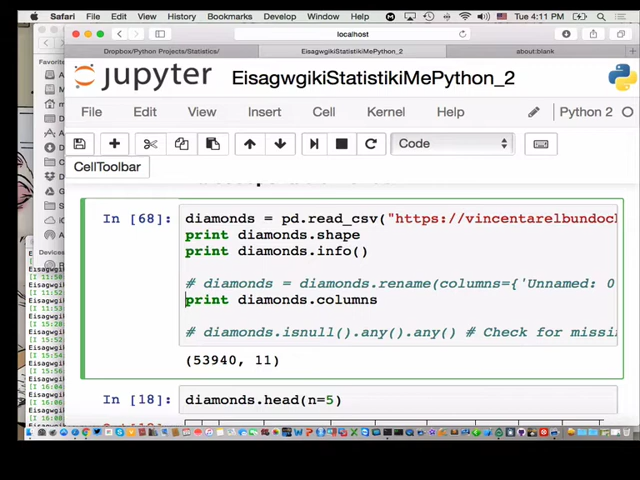 Safari File Edit View History Bookmarks Develop Window Help Tue 4:11 PM
localhost
Dropbox/Python Projects/Statistics/ EisagwgikiStatistikiMePython_2 about:blank
Favorites
jupyter EisagwgikiStatistikiMePython_2
File Edit View Insert Cell Kernel Help Python 2
Code
CellToolbar
In [68]: diamonds = pd.read_csv("https://vincentarelbundoc
print diamonds.shape
print diamonds.info()
# diamonds = diamonds.rename(columns={'Unnamed: 0
print diamonds.columns
# diamonds.isnull().any().any() # Check for missi
(53940, 11)
In [18]: diamonds.head(n=5)